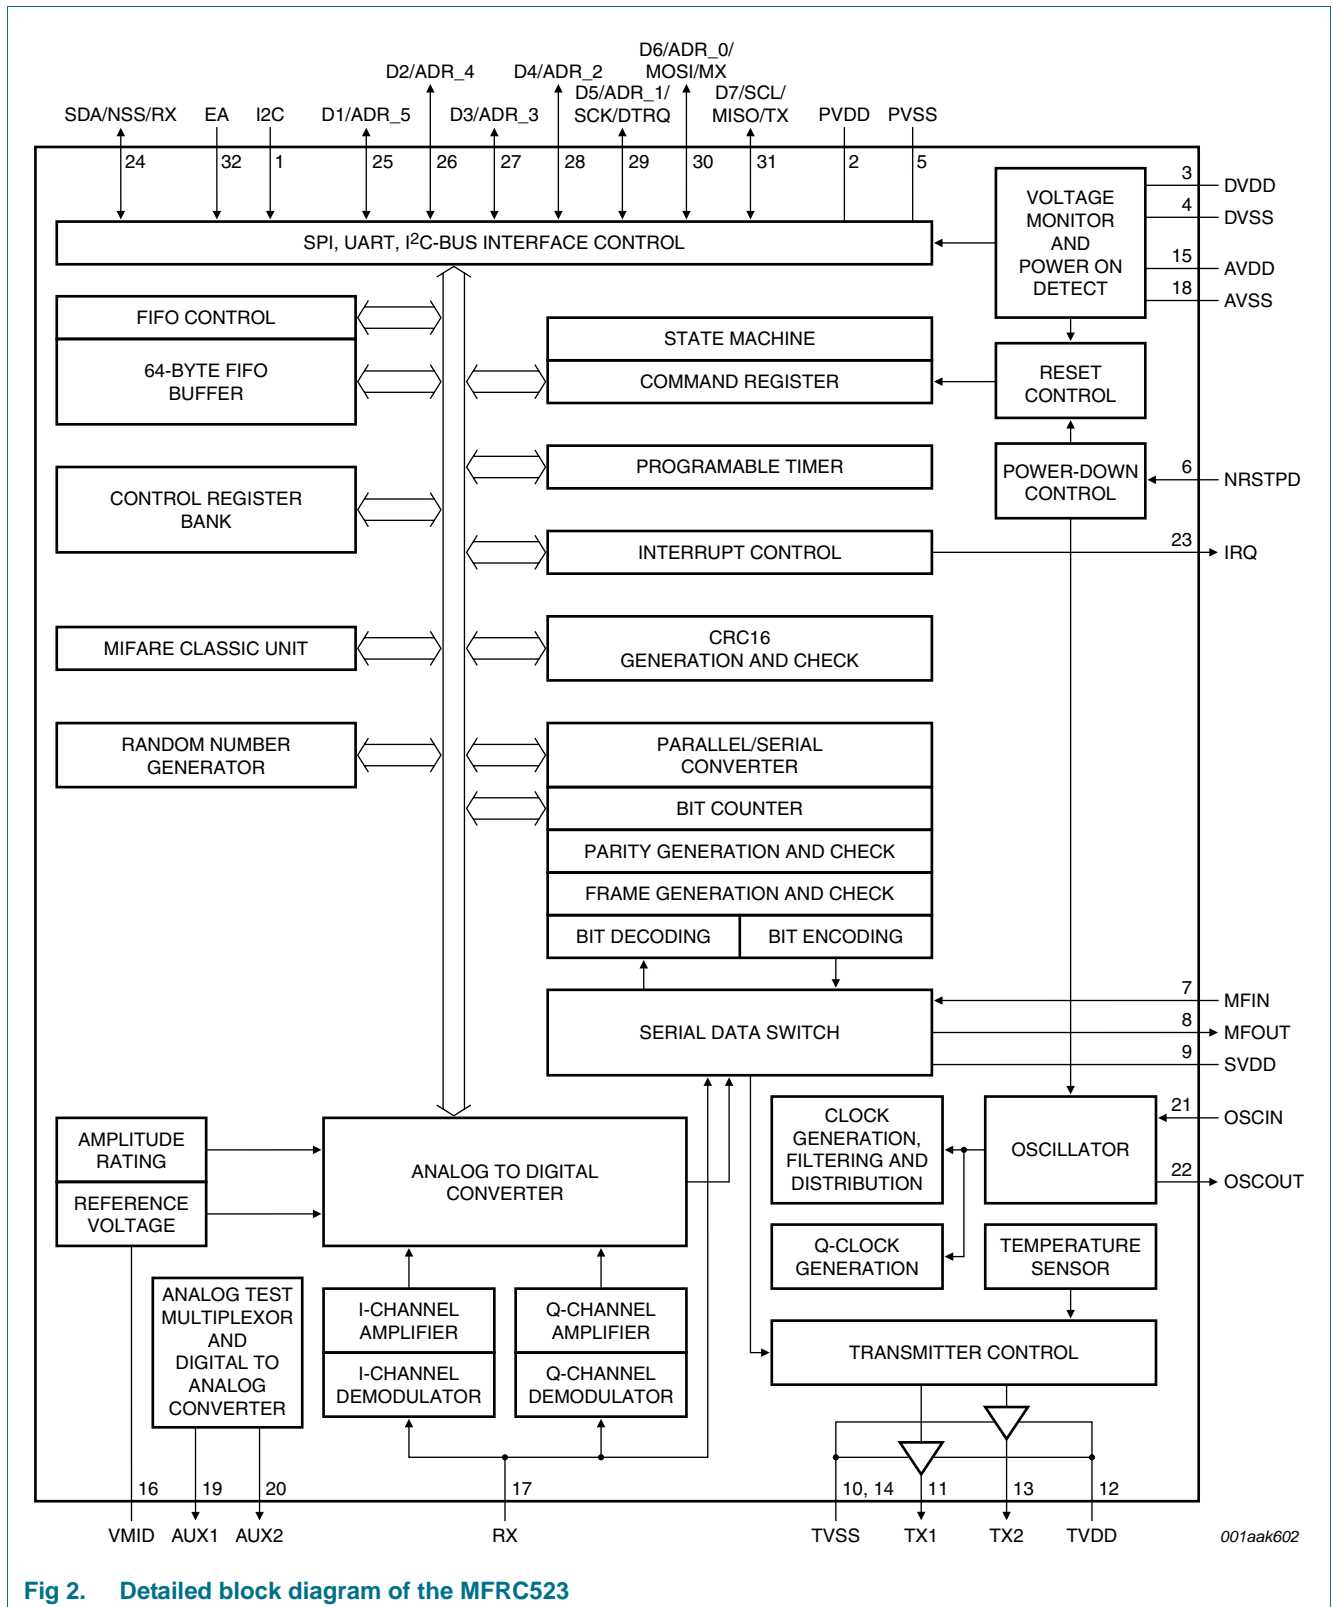 D6/ADR_0/
MOSI/MX
D2/ADR_4
D4/ADR_2
D5/ADR_1/
SCK/DTRQ
D7/SCL/
MISO/TX
SDA/NSS/RX
EA
I2C
D1/ADR_5
D3/ADR_3
PVDD
PVSS
24
32
1
25
26
27
28
29
30
31
2
5
VOLTAGE
MONITOR
AND
POWER ON
DETECT
3
DVDD
4
DVSS
15
AVDD
18
AVSS
SPI, UART, I2C-BUS INTERFACE CONTROL
FIFO CONTROL
64-BYTE FIFO
BUFFER
STATE MACHINE
COMMAND REGISTER
RESET
CONTROL
CONTROL REGISTER
BANK
PROGRAMABLE TIMER
POWER-DOWN
CONTROL
6
NRSTPD
INTERRUPT CONTROL
23
IRQ
MIFARE CLASSIC UNIT
CRC16
GENERATION AND CHECK
RANDOM NUMBER
GENERATOR
PARALLEL/SERIAL
CONVERTER
BIT COUNTER
PARITY GENERATION AND CHECK
FRAME GENERATION AND CHECK
BIT DECODING
BIT ENCODING
SERIAL DATA SWITCH
7
MFIN
8
MFOUT
9
SVDD
AMPLITUDE
RATING
REFERENCE
VOLTAGE
ANALOG TO DIGITAL
CONVERTER
CLOCK
GENERATION,
FILTERING AND
DISTRIBUTION
OSCILLATOR
21
OSCIN
22
OSCOUT
Q-CLOCK
GENERATION
TEMPERATURE
SENSOR
ANALOG TEST
MULTIPLEXOR
AND
DIGITAL TO
ANALOG
CONVERTER
I-CHANNEL
AMPLIFIER
I-CHANNEL
DEMODULATOR
Q-CHANNEL
AMPLIFIER
Q-CHANNEL
DEMODULATOR
TRANSMITTER CONTROL
16
19
20
17
10, 14
11
13
12
VMID
AUX1
AUX2
RX
TVSS
TX1
TX2
TVDD
001aak602
Fig 2. Detailed block diagram of the MFRC523